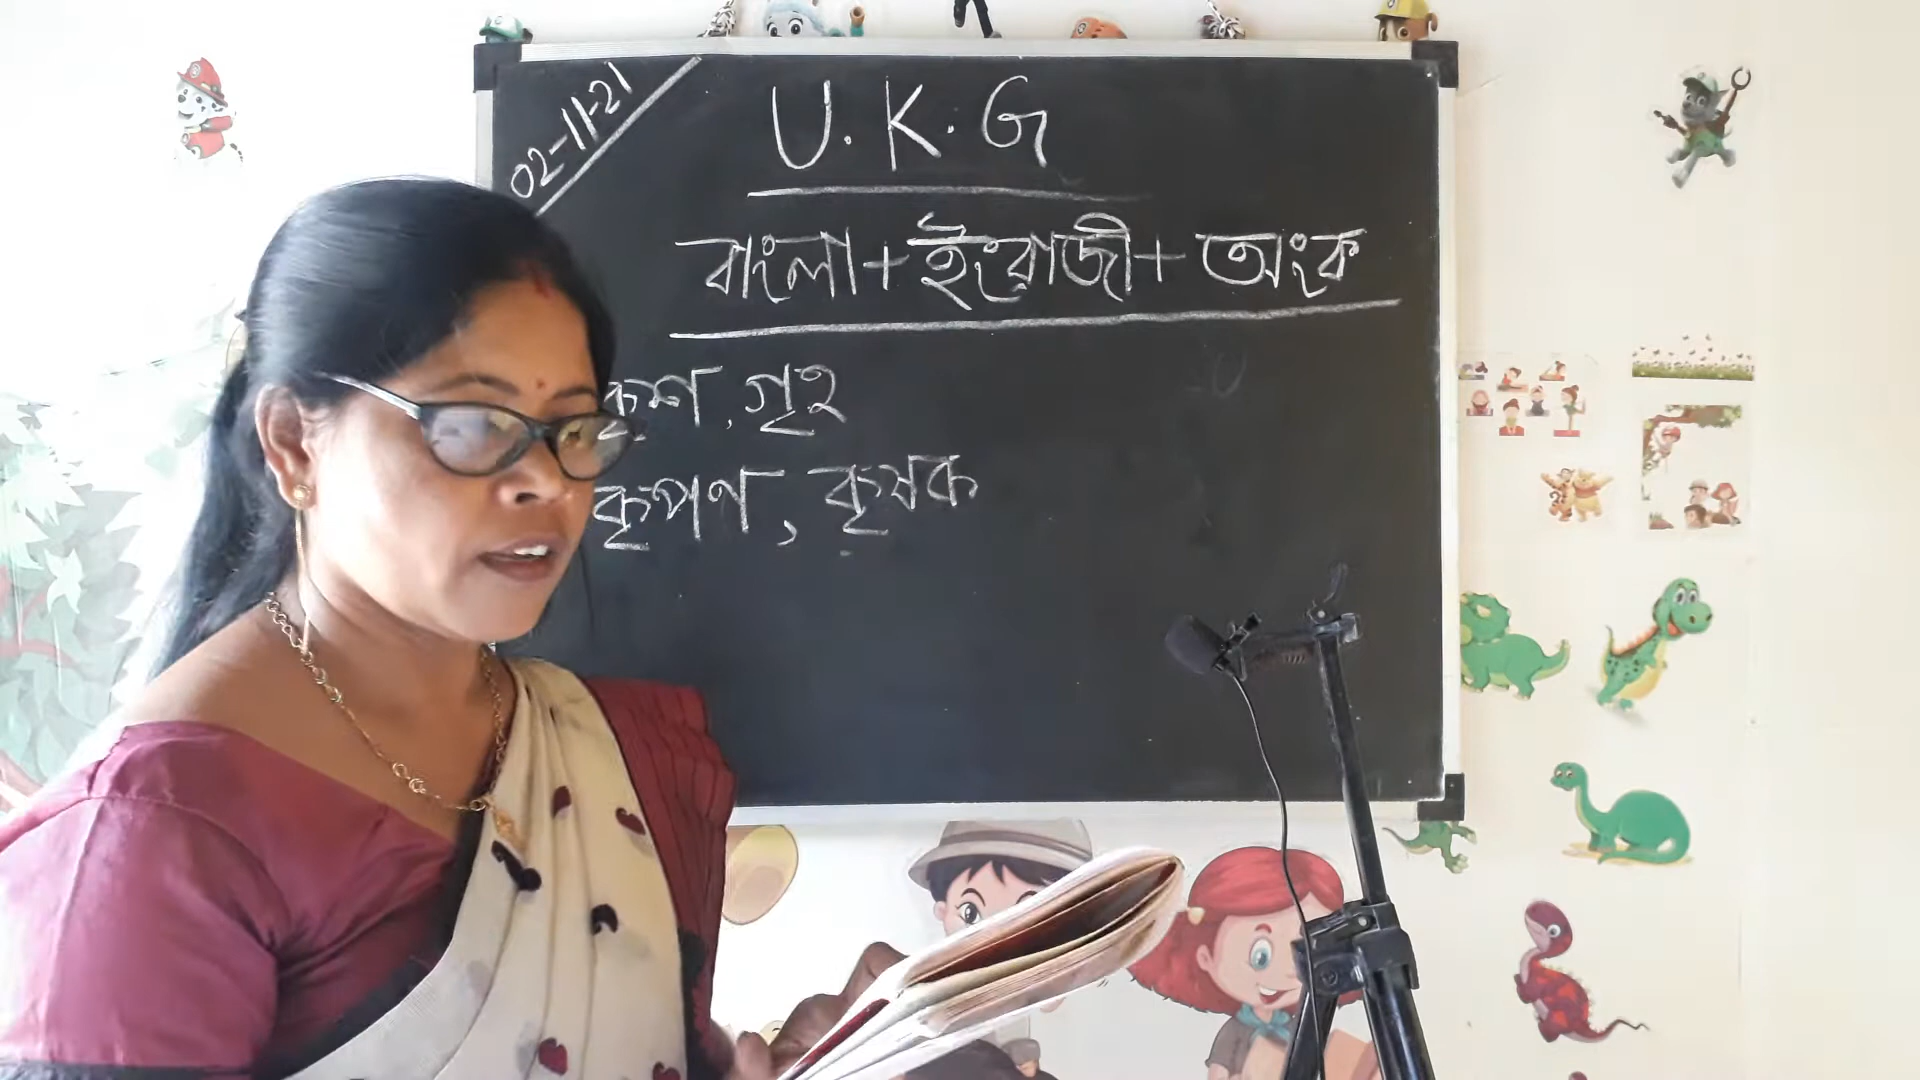 02-11-21
U. K. G
বাংলা + ইংরাজী + অংক
কৃশ, গৃহ
কৃপণ, কৃষক